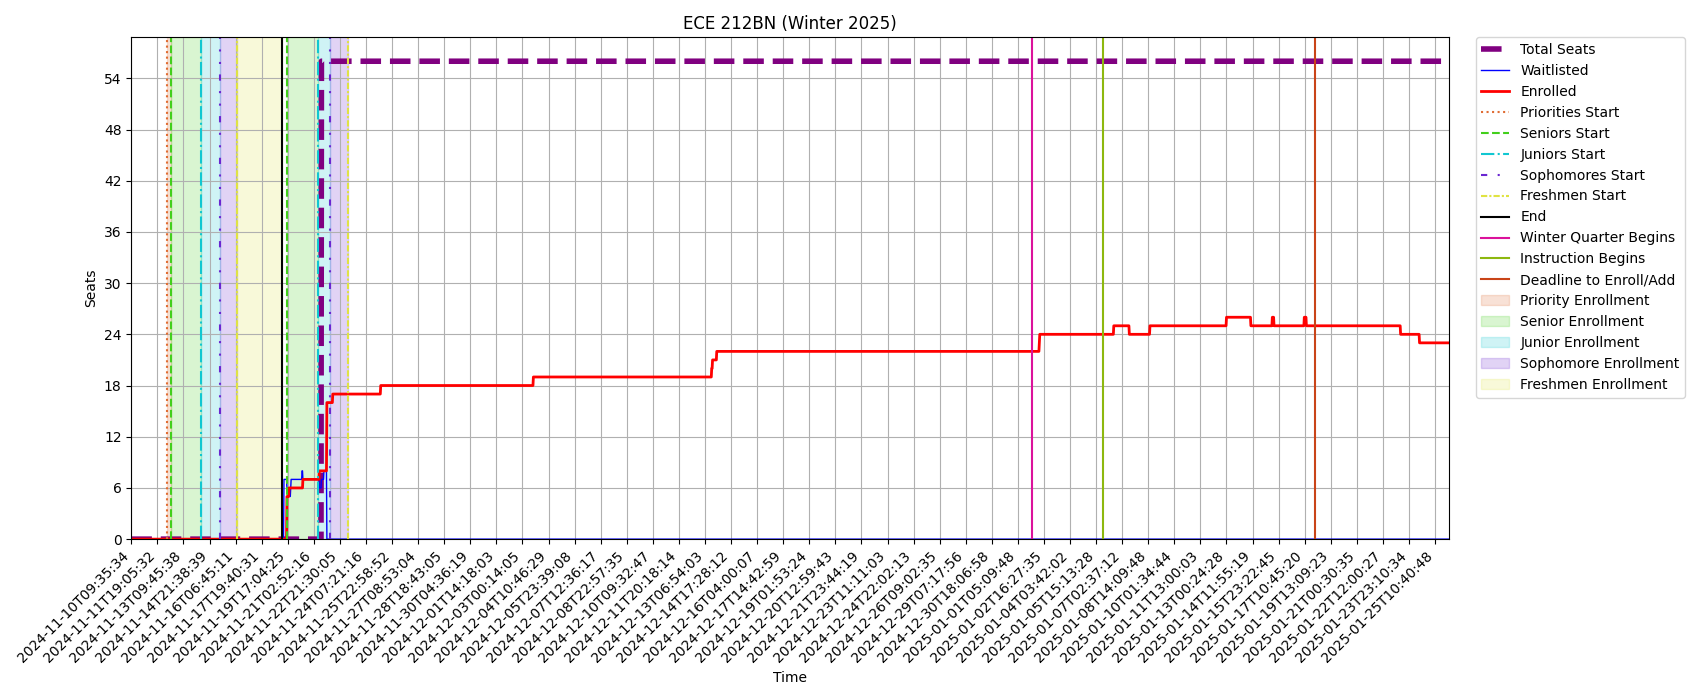 ECE 212BN (Winter 2025)
Seats
54
48
42
36
30
24
18
12
6
0
2024-11-10T09:35:34
2024-11-11T19:05:32
2024-11-13T09:45:38
2024-11-14T21:38:39
2024-11-16T06:45:11
2024-11-17T19:40:31
2024-11-19T17:04:25
2024-11-21T02:52:16
2024-11-22T21:30:05
2024-11-24T07:21:16
2024-11-25T22:58:52
2024-11-27T08:53:04
2024-11-28T18:43:05
2024-11-30T04:36:19
2024-12-01T14:18:03
2024-12-03T00:14:05
2024-12-04T10:46:29
2024-12-05T23:39:08
2024-12-07T12:36:17
2024-12-08T22:57:35
2024-12-10T09:32:47
2024-12-11T20:18:14
2024-12-13T06:54:03
2024-12-14T17:28:12
2024-12-16T04:00:07
2024-12-17T14:42:59
2024-12-19T01:53:24
2024-12-20T12:59:43
2024-12-21T23:44:19
2024-12-23T11:11:03
2024-12-24T22:02:13
2024-12-26T09:02:35
2024-12-29T07:17:56
2024-12-30T18:06:58
2025-01-01T05:09:48
2025-01-02T16:27:35
2025-01-04T03:42:02
2025-01-05T15:13:28
2025-01-07T02:37:12
2025-01-08T14:09:48
2025-01-10T01:34:44
2025-01-11T13:00:03
2025-01-13T00:24:28
2025-01-14T11:55:19
2025-01-15T23:22:45
2025-01-17T10:45:20
2025-01-19T13:09:23
2025-01-21T00:30:35
2025-01-22T12:00:27
2025-01-23T23:10:34
2025-01-25T10:40:48
Time
Total Seats
Waitlisted
Enrolled
Priorities Start
Seniors Start
Juniors Start
Sophomores Start
Freshmen Start
End
Winter Quarter Begins
Instruction Begins
Deadline to Enroll/Add
Priority Enrollment
Senior Enrollment
Junior Enrollment
Sophomore Enrollment
Freshmen Enrollment